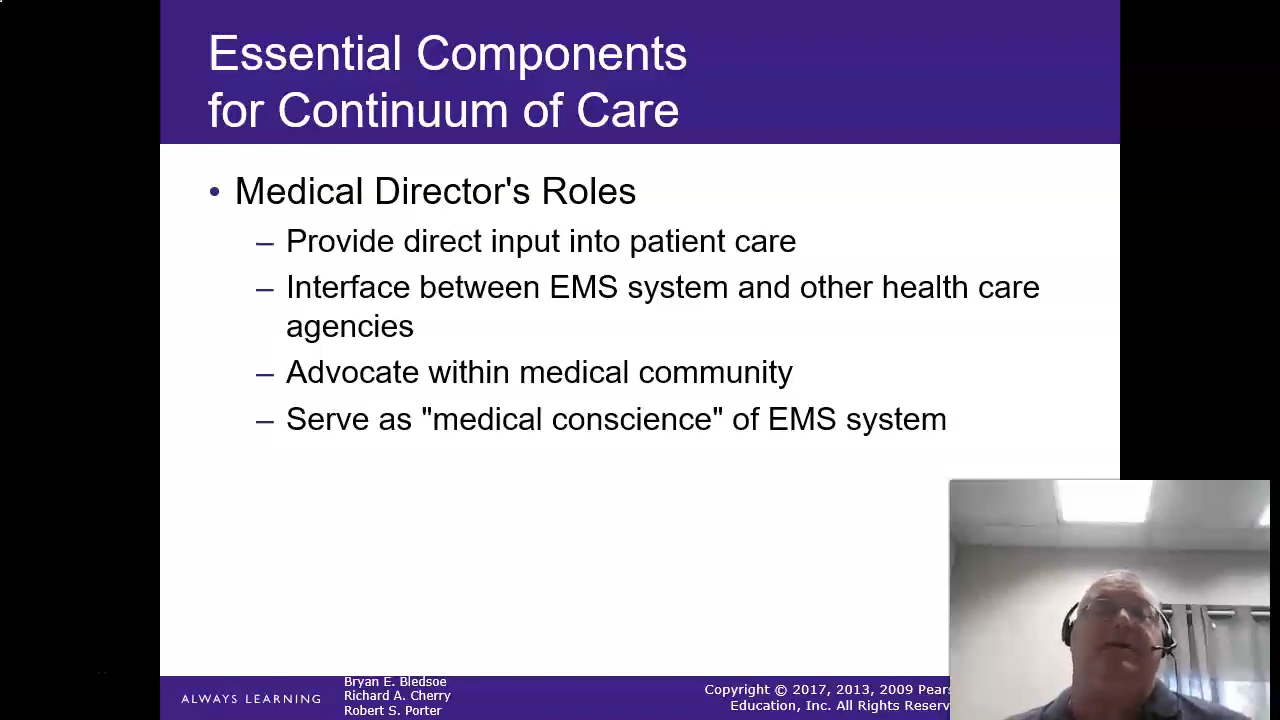 Essential Components
for Continuum of Care
• Medical Director's Roles
– Provide direct input into patient care
– Interface between EMS system and other health care
agencies
– Advocate within medical community
– Serve as "medical conscience" of EMS system
ALWAYS LEARNING
Bryan E. Bledsoe
Richard A. Cherry
Robert S. Porter
Copyright © 2017, 2013, 2009 Pears
Education, Inc. All Rights Reserv